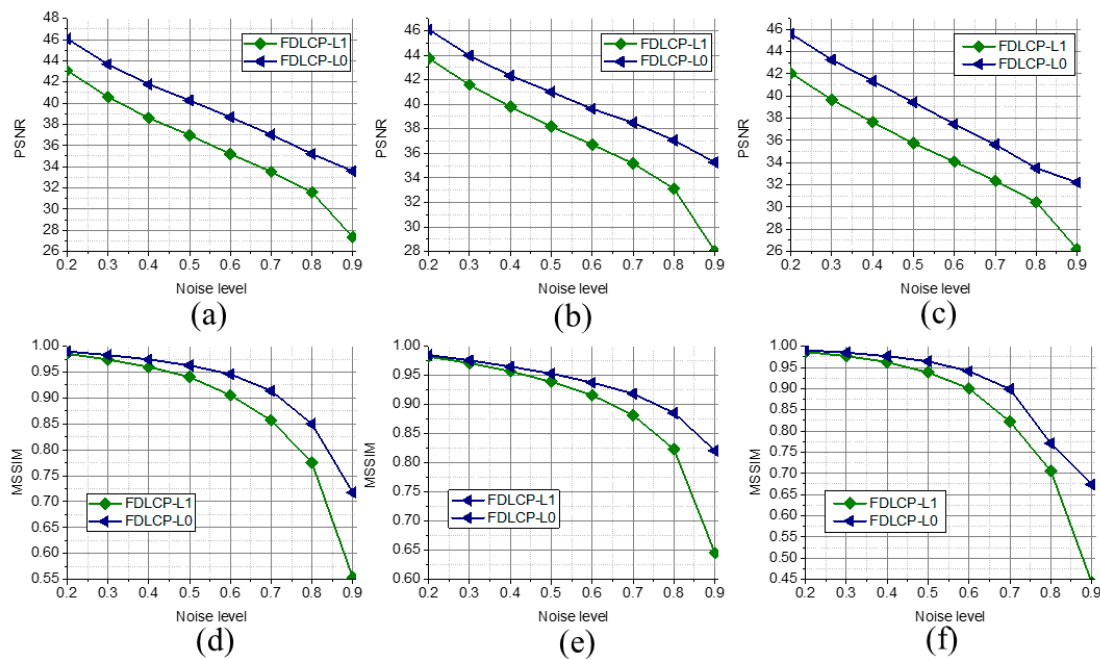 48
46
44
42
40
38
36
34
32
30
28
26
PSNR
FDLCP-L1
FDLCP-L0
0.2 0.3 0.4 0.5 0.6 0.7 0.8 0.9
Noise level
(a)
46
44
42
40
38
36
34
32
30
28
PSNR
FDLCP-L1
FDLCP-L0
0.2 0.3 0.4 0.5 0.6 0.7 0.8 0.9
Noise level
(b)
46
44
42
40
38
36
34
32
30
28
26
PSNR
FDLCP-L1
FDLCP-L0
0.2 0.3 0.4 0.5 0.6 0.7 0.8 0.9
Noise level
(c)
1.00
0.95
0.90
0.85
0.80
0.75
0.70
0.65
0.60
0.55
MSSIM
FDLCP-L1
FDLCP-L0
0.2 0.3 0.4 0.5 0.6 0.7 0.8 0.9
Noise level
(d)
1.00
0.95
0.90
0.85
0.80
0.75
0.70
0.65
0.60
MSSIM
FDLCP-L1
FDLCP-L0
0.2 0.3 0.4 0.5 0.6 0.7 0.8 0.9
Noise level
(e)
1.00
0.95
0.90
0.85
0.80
0.75
0.70
0.65
0.60
0.55
0.50
0.45
MSSIM
FDLCP-L1
FDLCP-L0
0.2 0.3 0.4 0.5 0.6 0.7 0.8 0.9
Noise level
(f)